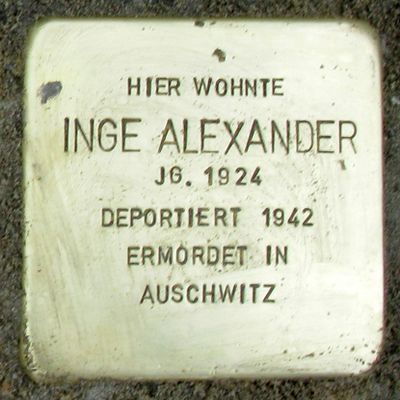 HIER WOHNTE
INGE ALEXANDER
JG. 1924
DEPORTIERT 1942
ERMORDET IN
AUSCHWITZ